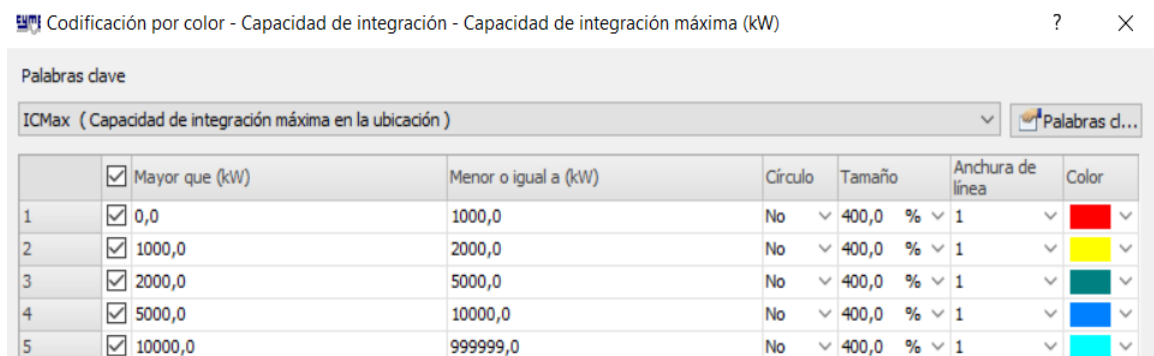 Codificación por color - Capacidad de integración - Capacidad de integración máxima (kW) ? ×
Palabras clave
ICMax ( Capacidad de integración máxima en la ubicación ) Palabras cl...
Mayor que (kW) Menor o igual a (kW) Círculo Tamaño Anchura de línea Color
1 0,0 1000,0 No 400,0 % 1
2 1000,0 2000,0 No 400,0 % 1
3 2000,0 5000,0 No 400,0 % 1
4 5000,0 10000,0 No 400,0 % 1
5 10000,0 999999,0 No 400,0 % 1